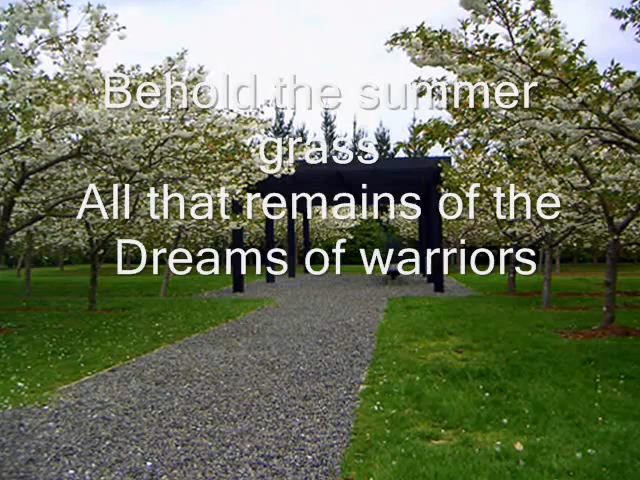 Behold the summer
grass
All that remains of the
Dreams of warriors